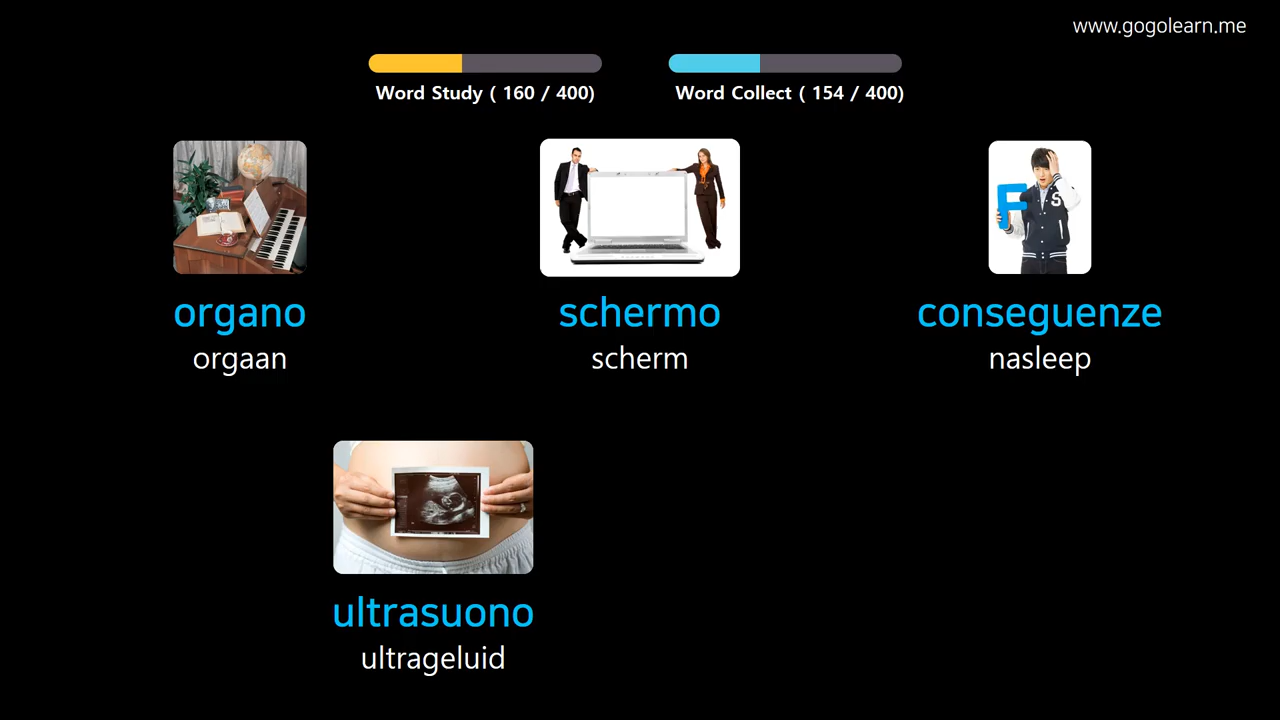 www.gogolearn.me
Word Study ( 160 / 400)
Word Collect ( 154 / 400)
F
S
organo
orgaan
schermo
scherm
conseguenze
nasleep
ultrasuono
ultrageluid